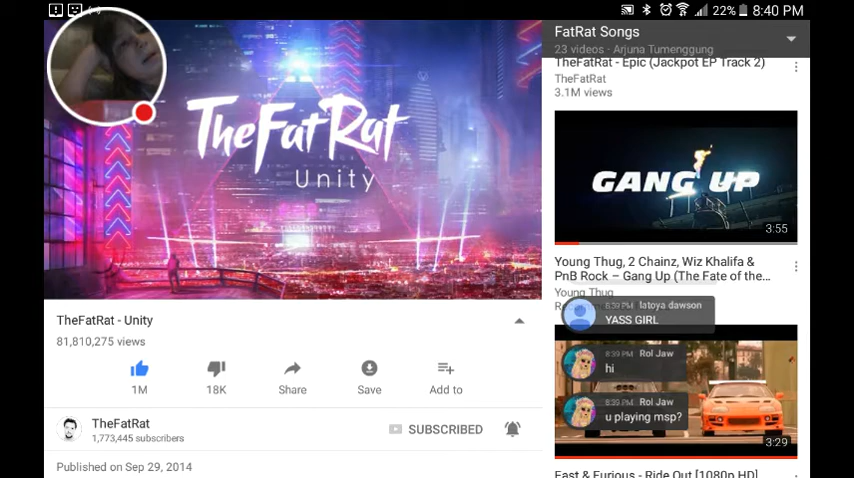 22% 8:40 PM
TheFatRat
Unity
TheFatRat - Unity
81,810,275 views
1M
18K
Share
Save
Add to
TheFatRat
1,773,445 subscribers
SUBSCRIBED
Published on Sep 29, 2014
FatRat Songs
23 videos · Arjuna Tumenggung
TheFatRat - Epic (Jackpot EP Track 2)
TheFatRat
3.1M views
GANG UP
3:55
Young Thug, 2 Chainz, Wiz Khalifa &
PnB Rock – Gang Up (The Fate of the...
Young Thug
8:39 PM latoya dawson
YASS GIRL
8:39 PM Rol Jaw
hi
8:39 PM Rol Jaw
u playing msp?
3:29
Fast & Furious - Ride Out [1080p HD]